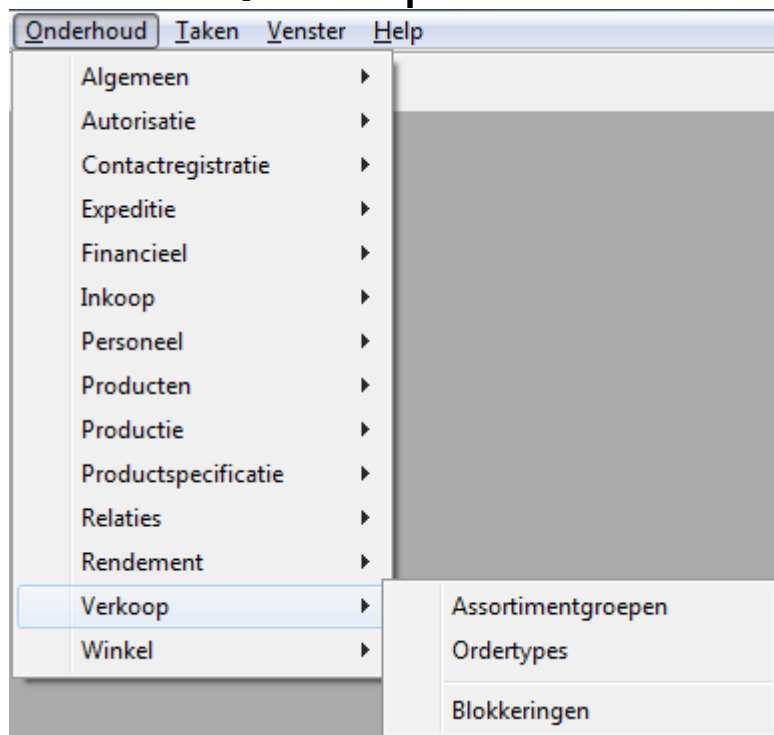 Onderhoud Taken Venster Help
Algemeen
Autorisatie
Contactregistratie
Expeditie
Financieel
Inkoop
Personeel
Producten
Productie
Productspecificatie
Relaties
Rendement
Verkoop
Winkel
Assortimentgroepen
Ordertypes
Blokkeringen